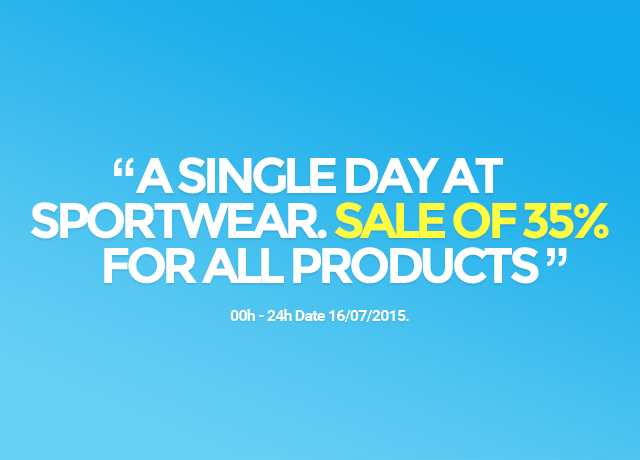 “ A SINGLE DAY AT
SPORTWEAR. SALE OF 35%
FOR ALL PRODUCTS ”
00h - 24h Date 16/07/2015.